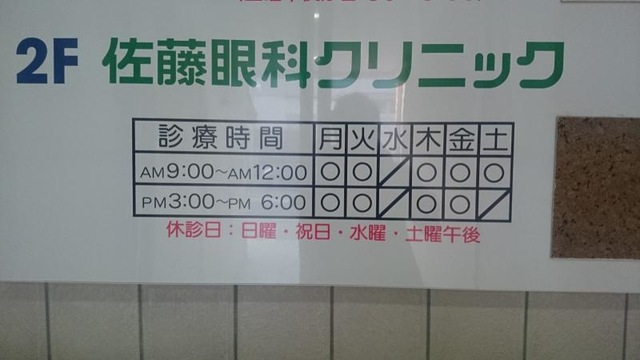 2F 佐藤眼科クリニック
診療時間 月 火 水 木 金 土
AM9:00～AM12:00 ○ ○ ／ ○ ○ ○
PM3:00～PM 6:00 ○ ○ ／ ○ ○ ／
休診日：日曜・祝日・水曜・土曜午後